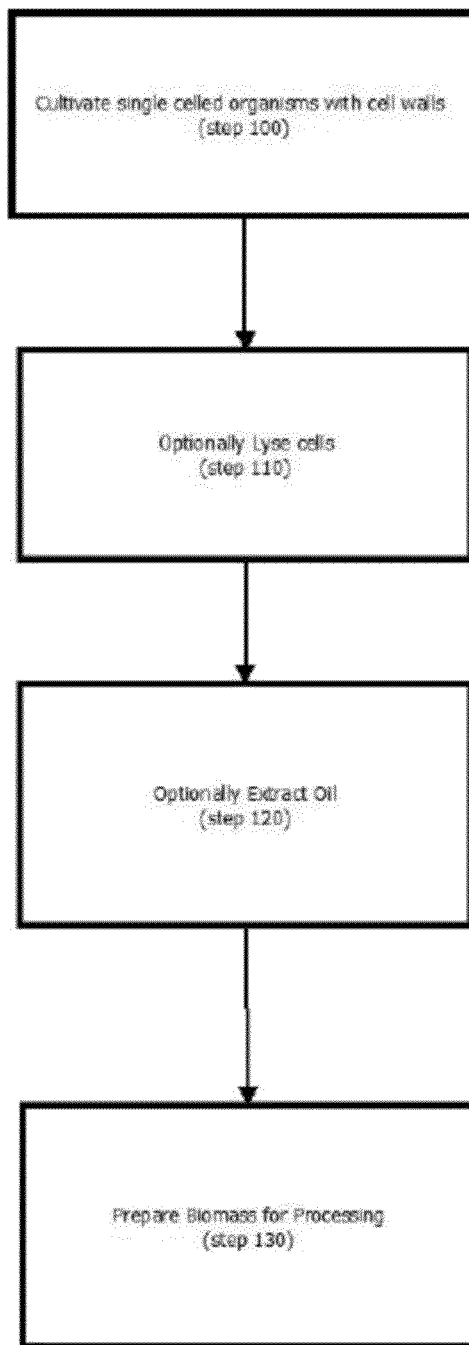 Cultivate single celled organisms with cell walls
(step 100)
Optionally Lyse cells
(step 110)
Optionally Extract Oil
(step 120)
Prepare Biomass for Processing
(step 130)